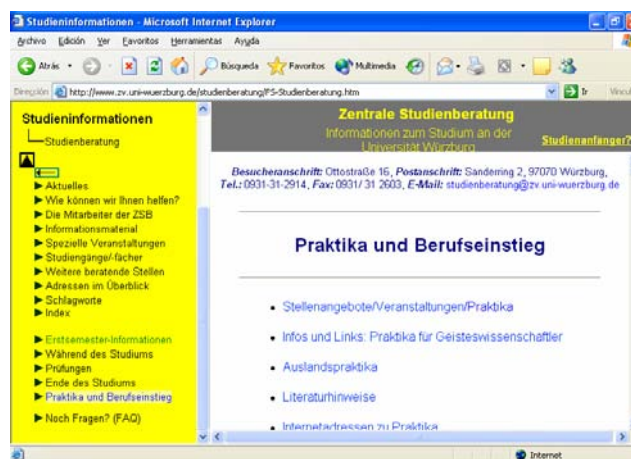 Studieninformationen - Microsoft Internet Explorer
Archivo Edición Ver Favoritos Herramientas Ayuda
Atrás Búsqueda Favoritos Multimedia
Dirección http://www.zv.uni-wuerzburg.de/studenberatung/FS-Studienberatung.htm Ir
Studieninformationen
Studienberatung
Aktuelles
Wie können wir Ihnen helfen?
Die Mitarbeiter der ZSB
Informationsmaterial
Spezielle Veranstaltungen
Studiengänge/-fächer
Weitere beratende Stellen
Adressen im Überblick
Schlagworte
Index
Erstsemester-Informationen
Während des Studiums
Prüfungen
Ende des Studiums
Praktika und Berufseinstieg
Noch Fragen? (FAQ)
Zentrale Studienberatung
Informationen zum Studium an der
Universität Würzburg
Studienanfänger?
Besucheranschrift: Ottostraße 16, Postanschrift: Sanderring 2, 97070 Würzburg,
Tel.: 0931-31-2914, Fax: 0931/ 31 2603, E-Mail: studienberatung@zv.uni-wuerzburg.de
Praktika und Berufseinstieg
Stellenangebote/Veranstaltungen/Praktika
Infos und Links: Praktika für Geisteswissenschaftler
Auslandspraktika
Literaturhinweise
Internetadressen zu Praktika
Internet